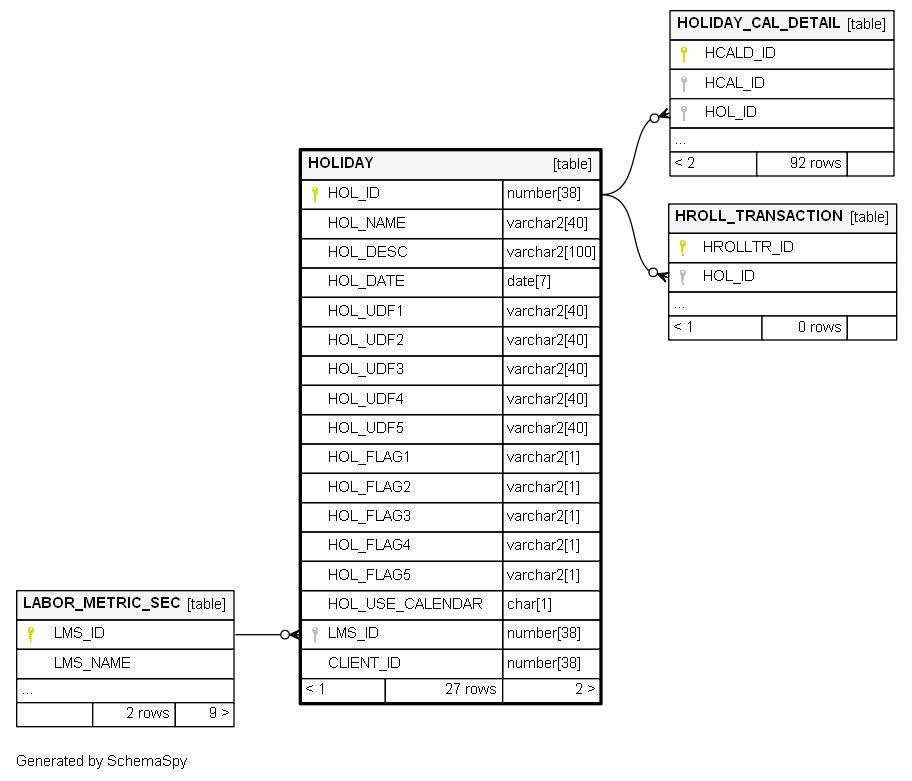 HOLIDAY_CAL_DETAIL [table]
HCALD_ID
HCAL_ID
HOL_ID
...
< 2 92 rows
HROLL_TRANSACTION [table]
HROLLTR_ID
HOL_ID
...
< 1 0 rows
HOLIDAY [table]
HOL_ID number[38]
HOL_NAME varchar2[40]
HOL_DESC varchar2[100]
HOL_DATE date[7]
HOL_UDF1 varchar2[40]
HOL_UDF2 varchar2[40]
HOL_UDF3 varchar2[40]
HOL_UDF4 varchar2[40]
HOL_UDF5 varchar2[40]
HOL_FLAG1 varchar2[1]
HOL_FLAG2 varchar2[1]
HOL_FLAG3 varchar2[1]
HOL_FLAG4 varchar2[1]
HOL_FLAG5 varchar2[1]
HOL_USE_CALENDAR char[1]
LMS_ID number[38]
CLIENT_ID number[38]
< 1 27 rows 2 >
LABOR_METRIC_SEC [table]
LMS_ID
LMS_NAME
...
2 rows 9 >
Generated by SchemaSpy